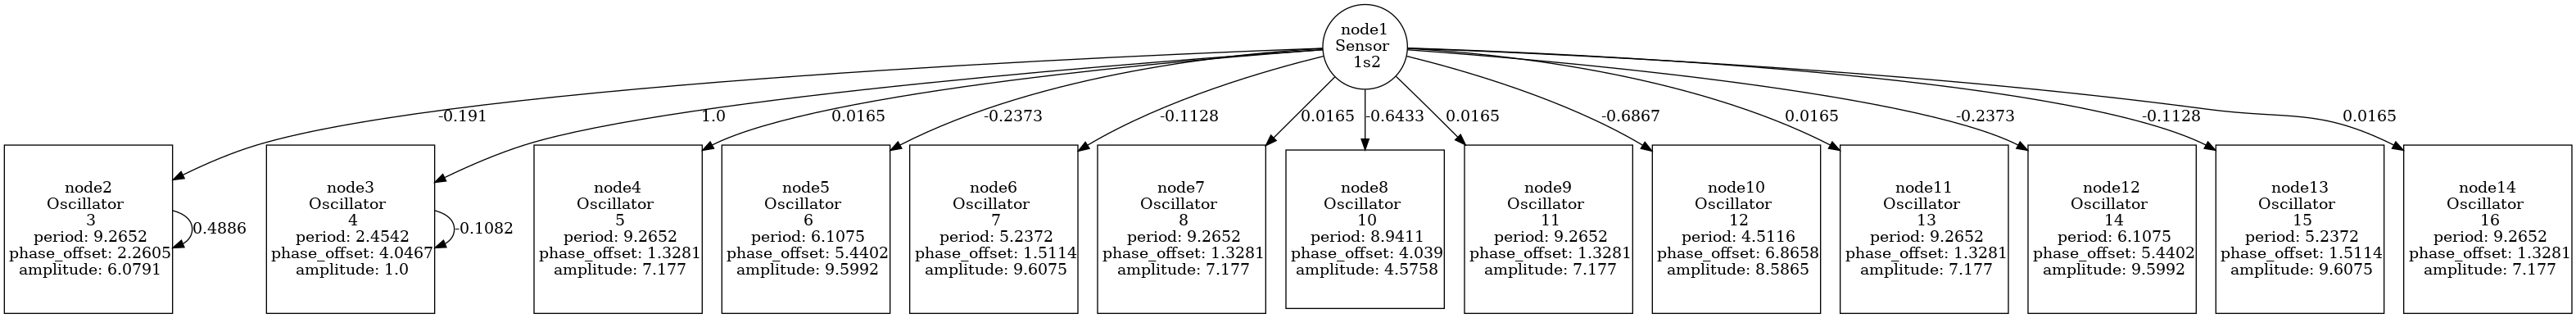 node1
Sensor
1s2
-0.191
1.0
0.0165
-0.2373
-0.1128
0.0165
-0.6433
0.0165
-0.6867
0.0165
-0.2373
-0.1128
0.0165
node2
Oscillator
3
period: 9.2652
phase_offset: 2.2605
amplitude: 6.0791
0.4886
node3
Oscillator
4
period: 2.4542
phase_offset: 4.0467
amplitude: 1.0
-0.1082
node4
Oscillator
5
period: 9.2652
phase_offset: 1.3281
amplitude: 7.177
node5
Oscillator
6
period: 6.1075
phase_offset: 5.4402
amplitude: 9.5992
node6
Oscillator
7
period: 5.2372
phase_offset: 1.5114
amplitude: 9.6075
node7
Oscillator
8
period: 9.2652
phase_offset: 1.3281
amplitude: 7.177
node8
Oscillator
10
period: 8.9411
phase_offset: 4.039
amplitude: 4.5758
node9
Oscillator
11
period: 9.2652
phase_offset: 1.3281
amplitude: 7.177
node10
Oscillator
12
period: 4.5116
phase_offset: 6.8658
amplitude: 8.5865
node11
Oscillator
13
period: 9.2652
phase_offset: 1.3281
amplitude: 7.177
node12
Oscillator
14
period: 6.1075
phase_offset: 5.4402
amplitude: 9.5992
node13
Oscillator
15
period: 5.2372
phase_offset: 1.5114
amplitude: 9.6075
node14
Oscillator
16
period: 9.2652
phase_offset: 1.3281
amplitude: 7.177